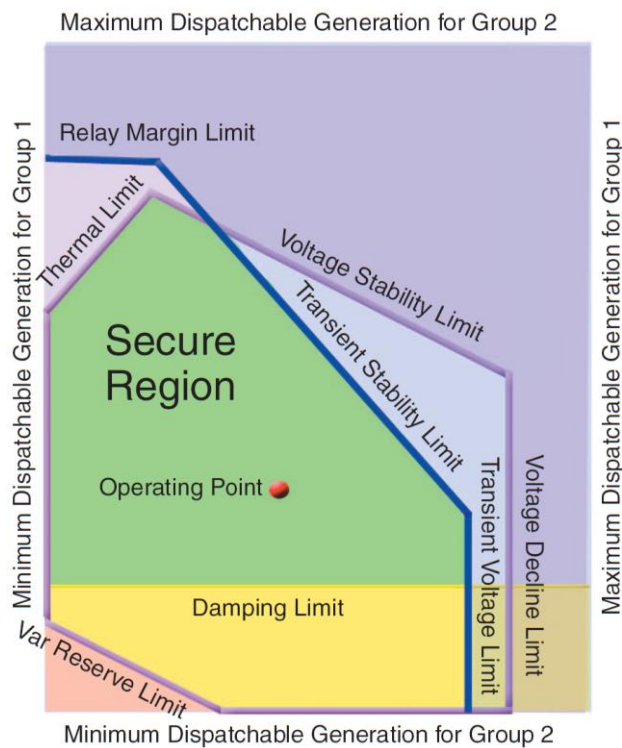 Maximum Dispatchable Generation for Group 2
Minimum Dispatchable Generation for Group 1
Maximum Dispatchable Generation for Group 1
Relay Margin Limit
Thermal Limit
Voltage Stability Limit
Transient Stability Limit
Secure
Region
Operating Point
Transient Voltage Limit
Voltage Decline Limit
Damping Limit
Var Reserve Limit
Minimum Dispatchable Generation for Group 2